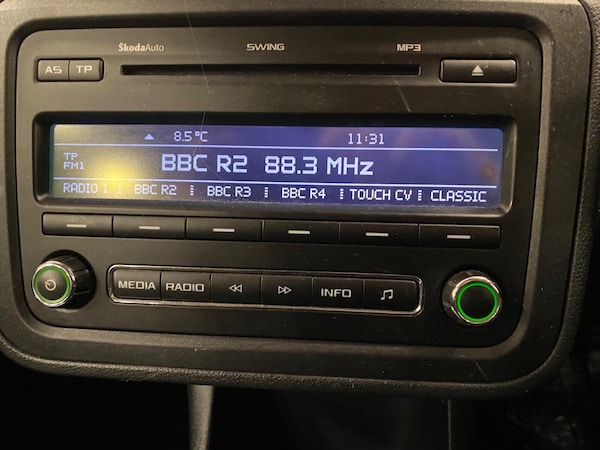 ŠkodaAuto SWING MP3
AS TP
8.5°C 11:31
TP
FM1
BBC R2 88.3 MHz
RADIO 1 BBC R2 BBC R3 BBC R4 TOUCH CV CLASSIC
MEDIA RADIO INFO